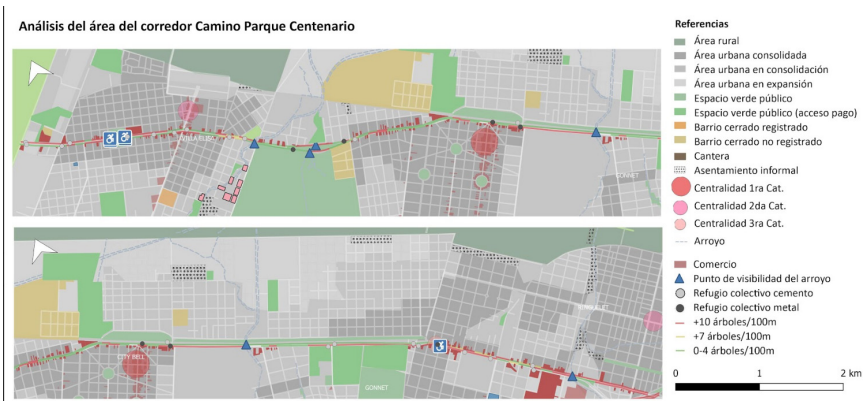 Análisis del área del corredor Camino Parque Centenario
Referencias
Área rural
Área urbana consolidada
Área urbana en consolidación
Área urbana en expansión
Espacio verde público
Espacio verde público (acceso pago)
Barrio cerrado registrado
Barrio cerrado no registrado
Cantera
Asentamiento informal
Centralidad 1ra Cat.
Centralidad 2da Cat.
Centralidad 3ra Cat.
Arroyo
Comercio
Punto de visibilidad del arroyo
Refugio colectivo cemento
Refugio colectivo metal
+10 árboles/100m
+7 árboles/100m
0-4 árboles/100m
0 1 2 km
GONNET
CITY BELL
GONNET